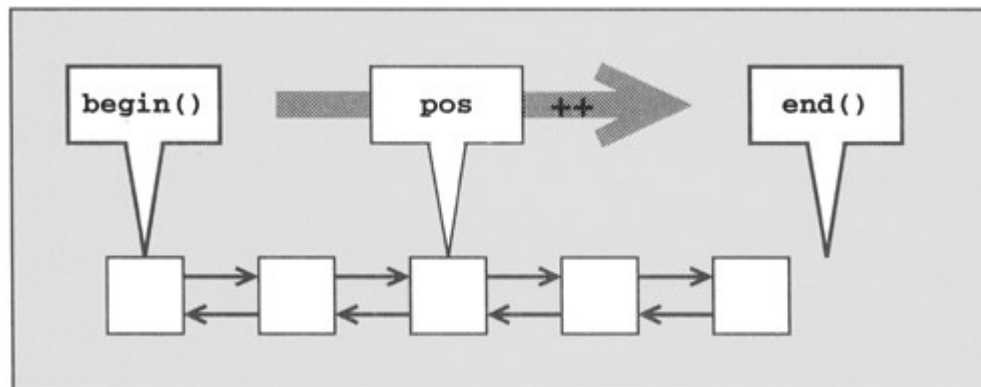 begin()
pos
++
end()